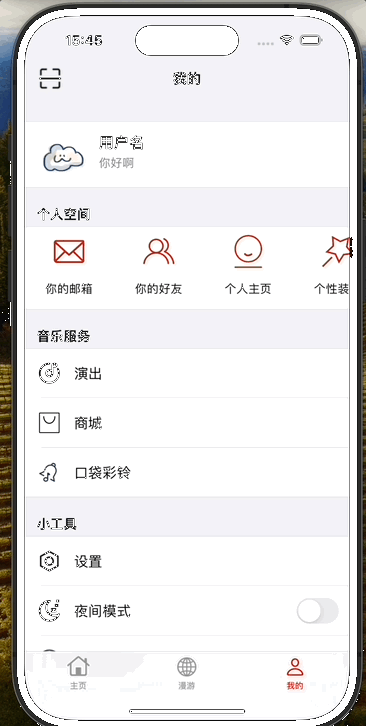 15:45
我的
用户名
你好啊
个人空间
你的邮箱 你的好友 个人主页 个性装
音乐服务
演出
商城
口袋彩铃
小工具
设置
夜间模式
主页 漫游 我的